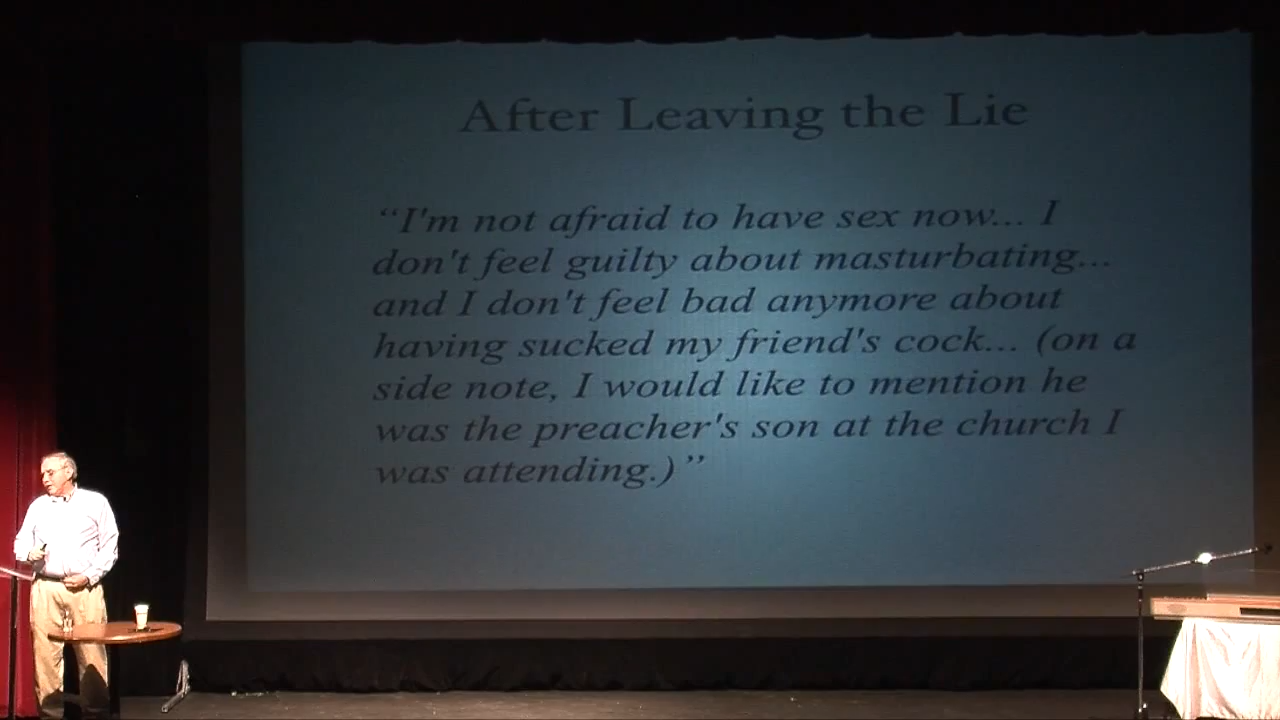 After Leaving the Lie
“I'm not afraid to have sex now... I
don't feel guilty about masturbating...
and I don't feel bad anymore about
having sucked my friend's cock... (on a
side note, I would like to mention he
was the preacher's son at the church I
was attending.)”